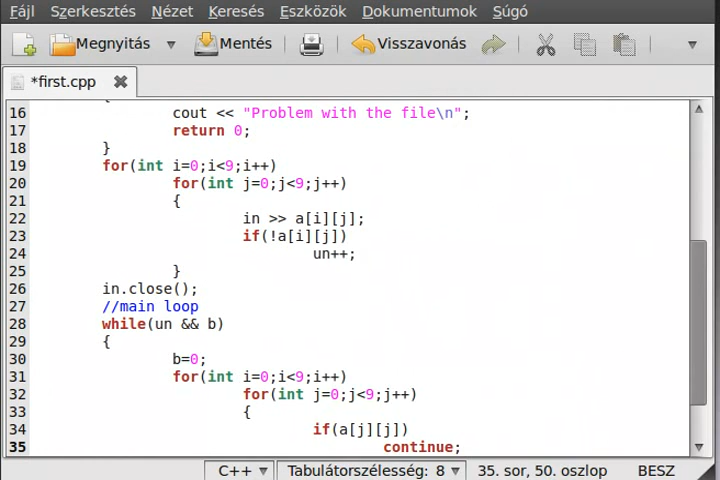 Fájl Szerkesztés Nézet Keresés Eszközök Dokumentumok Súgó
Megnyitás Mentés Visszavonás
*first.cpp
16 cout << "Problem with the file\n";
17 return 0;
18 }
19 for(int i=0;i<9;i++)
20 for(int j=0;j<9;j++)
21 {
22 in >> a[i][j];
23 if(!a[i][j])
24 un++;
25 }
26 in.close();
27 //main loop
28 while(un && b)
29 {
30 b=0;
31 for(int i=0;i<9;i++)
32 for(int j=0;j<9;j++)
33 {
34 if(a[j][j])
35 continue;
C++ Tabulátorszélesség: 8 35. sor, 50. oszlop BESZ